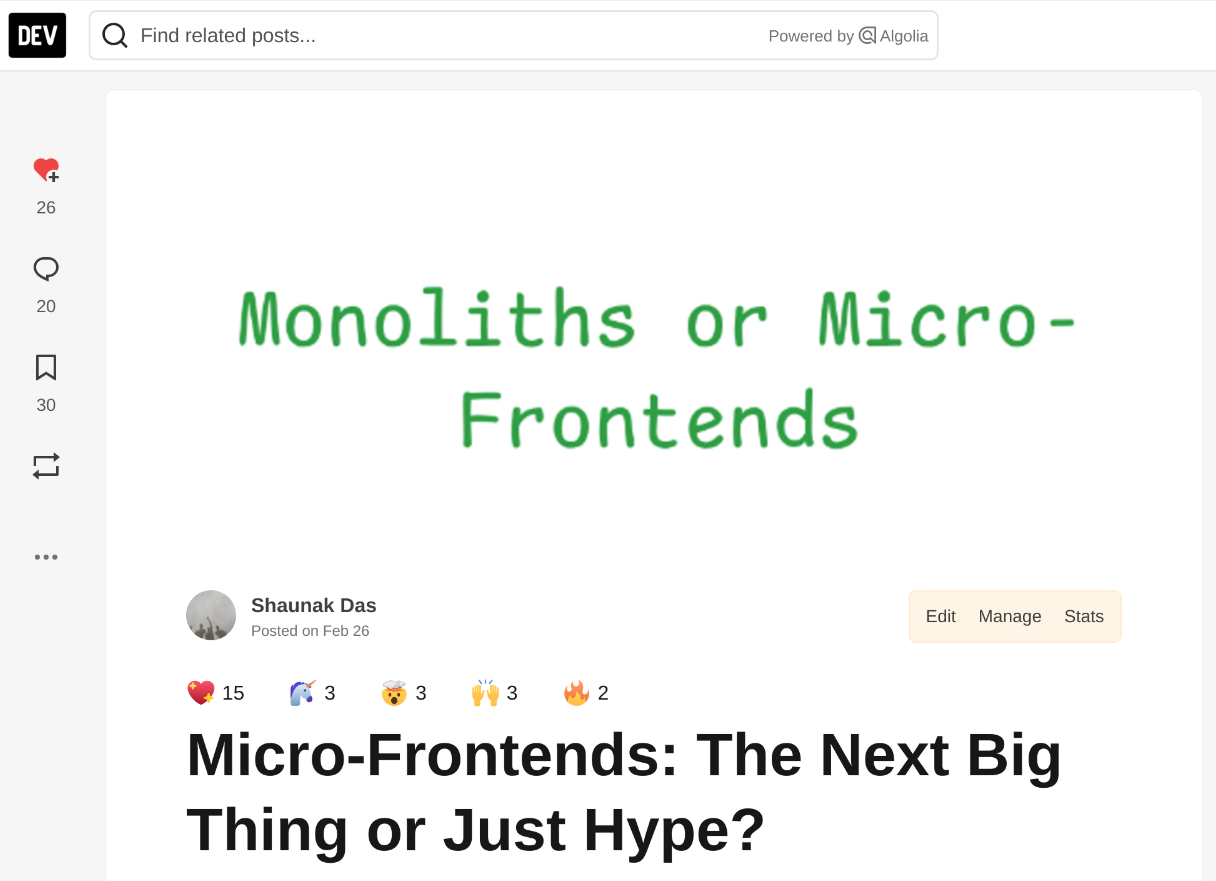 DEV
Find related posts...
Powered by Algolia
26
20
30
Monoliths or Micro-
Frontends
Shaunak Das
Posted on Feb 26
Edit Manage Stats
15 3 3 3 2
Micro-Frontends: The Next Big
Thing or Just Hype?